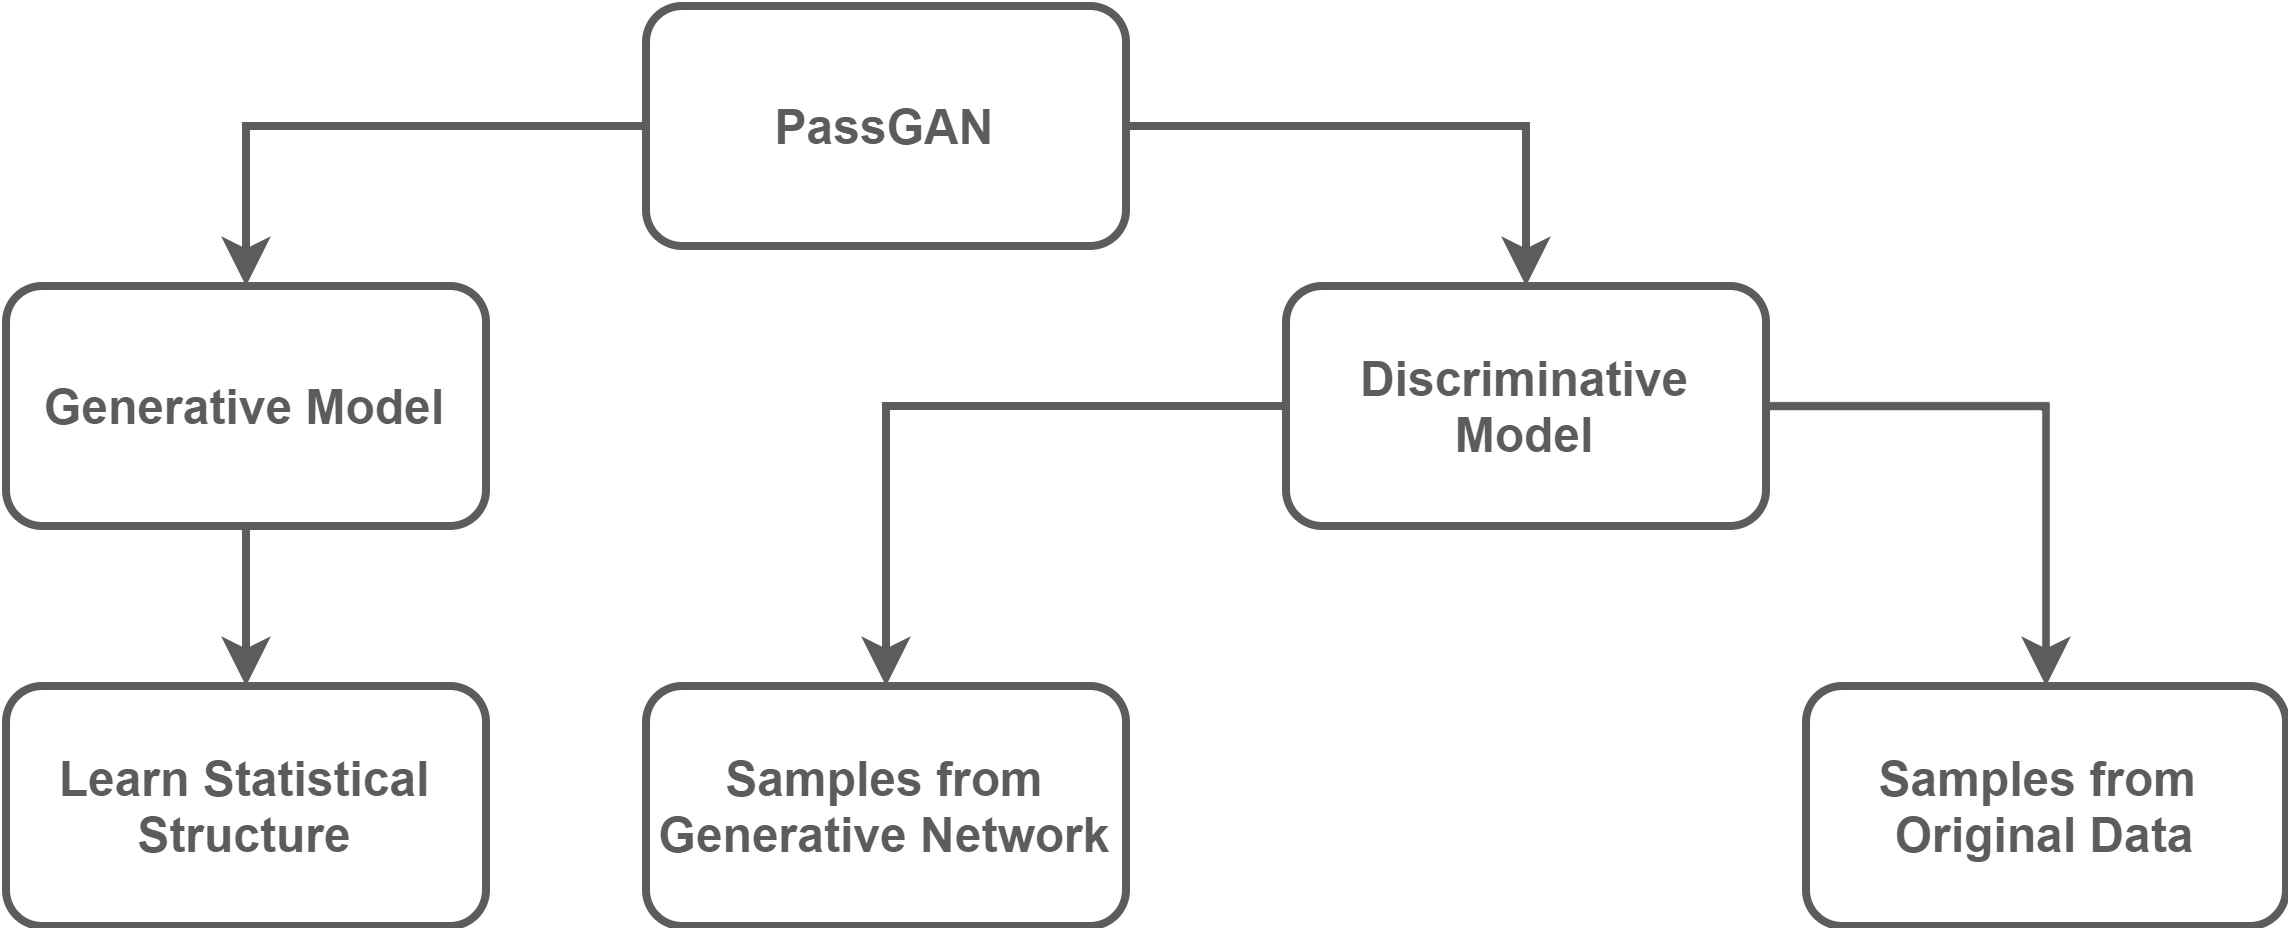 PassGAN
Generative Model
Discriminative
Model
Learn Statistical
Structure
Samples from
Generative Network
Samples from
Original Data